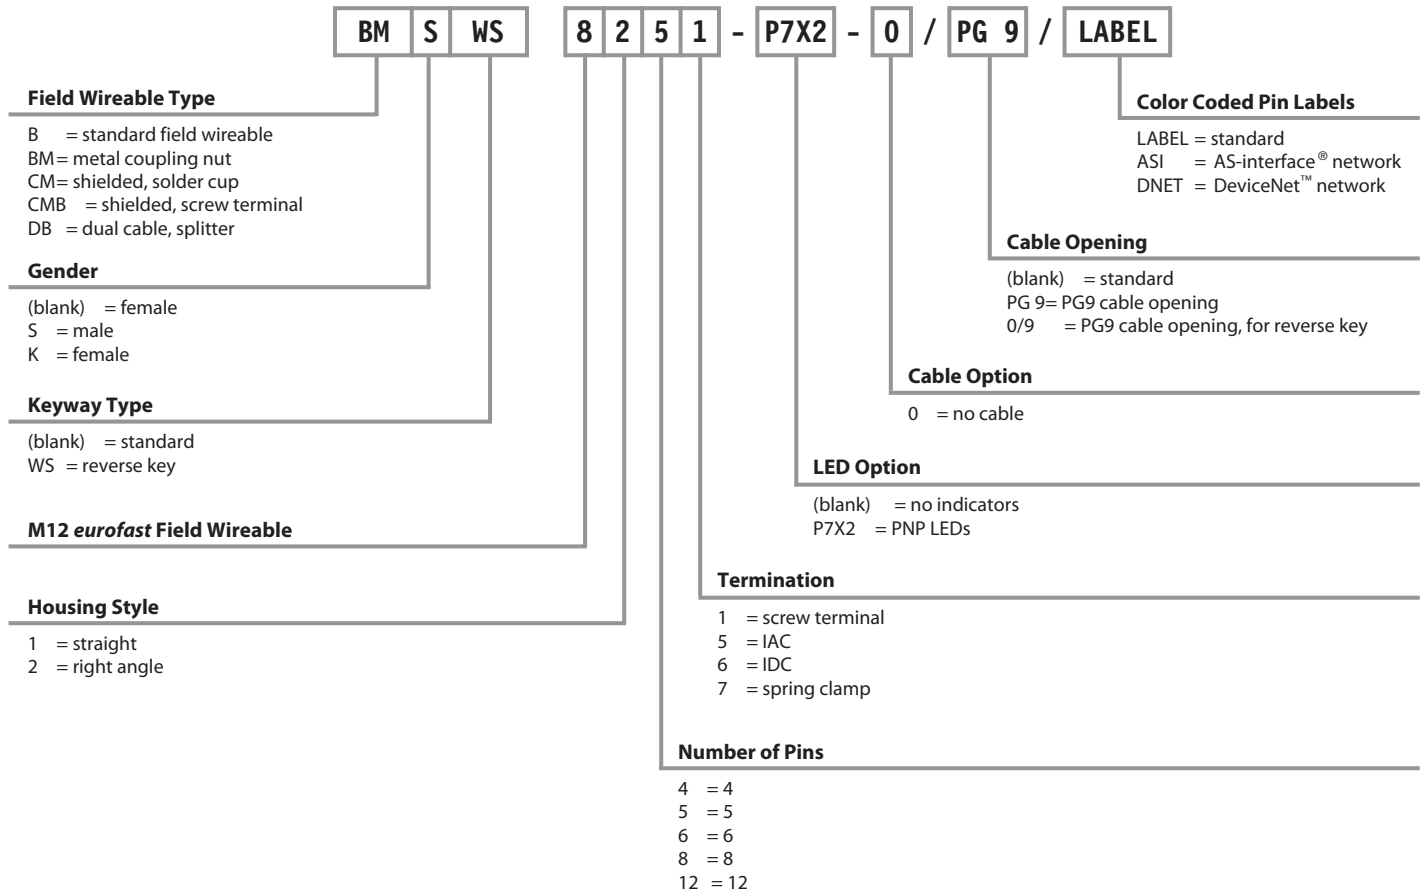 BM S WS 8 2 5 1 - P7X2 - 0 / PG 9 / LABEL
Field Wireable Type
B = standard field wireable
BM= metal coupling nut
CM= shielded, solder cup
CMB = shielded, screw terminal
DB = dual cable, splitter
Gender
(blank) = female
S = male
K = female
Keyway Type
(blank) = standard
WS = reverse key
M12 eurofast Field Wireable
Housing Style
1 = straight
2 = right angle
Color Coded Pin Labels
LABEL = standard
ASI = AS-interface® network
DNET = DeviceNet™ network
Cable Opening
(blank) = standard
PG 9= PG9 cable opening
0/9 = PG9 cable opening, for reverse key
Cable Option
0 = no cable
LED Option
(blank) = no indicators
P7X2 = PNP LEDs
Termination
1 = screw terminal
5 = IAC
6 = IDC
7 = spring clamp
Number of Pins
4 = 4
5 = 5
6 = 6
8 = 8
12 = 12